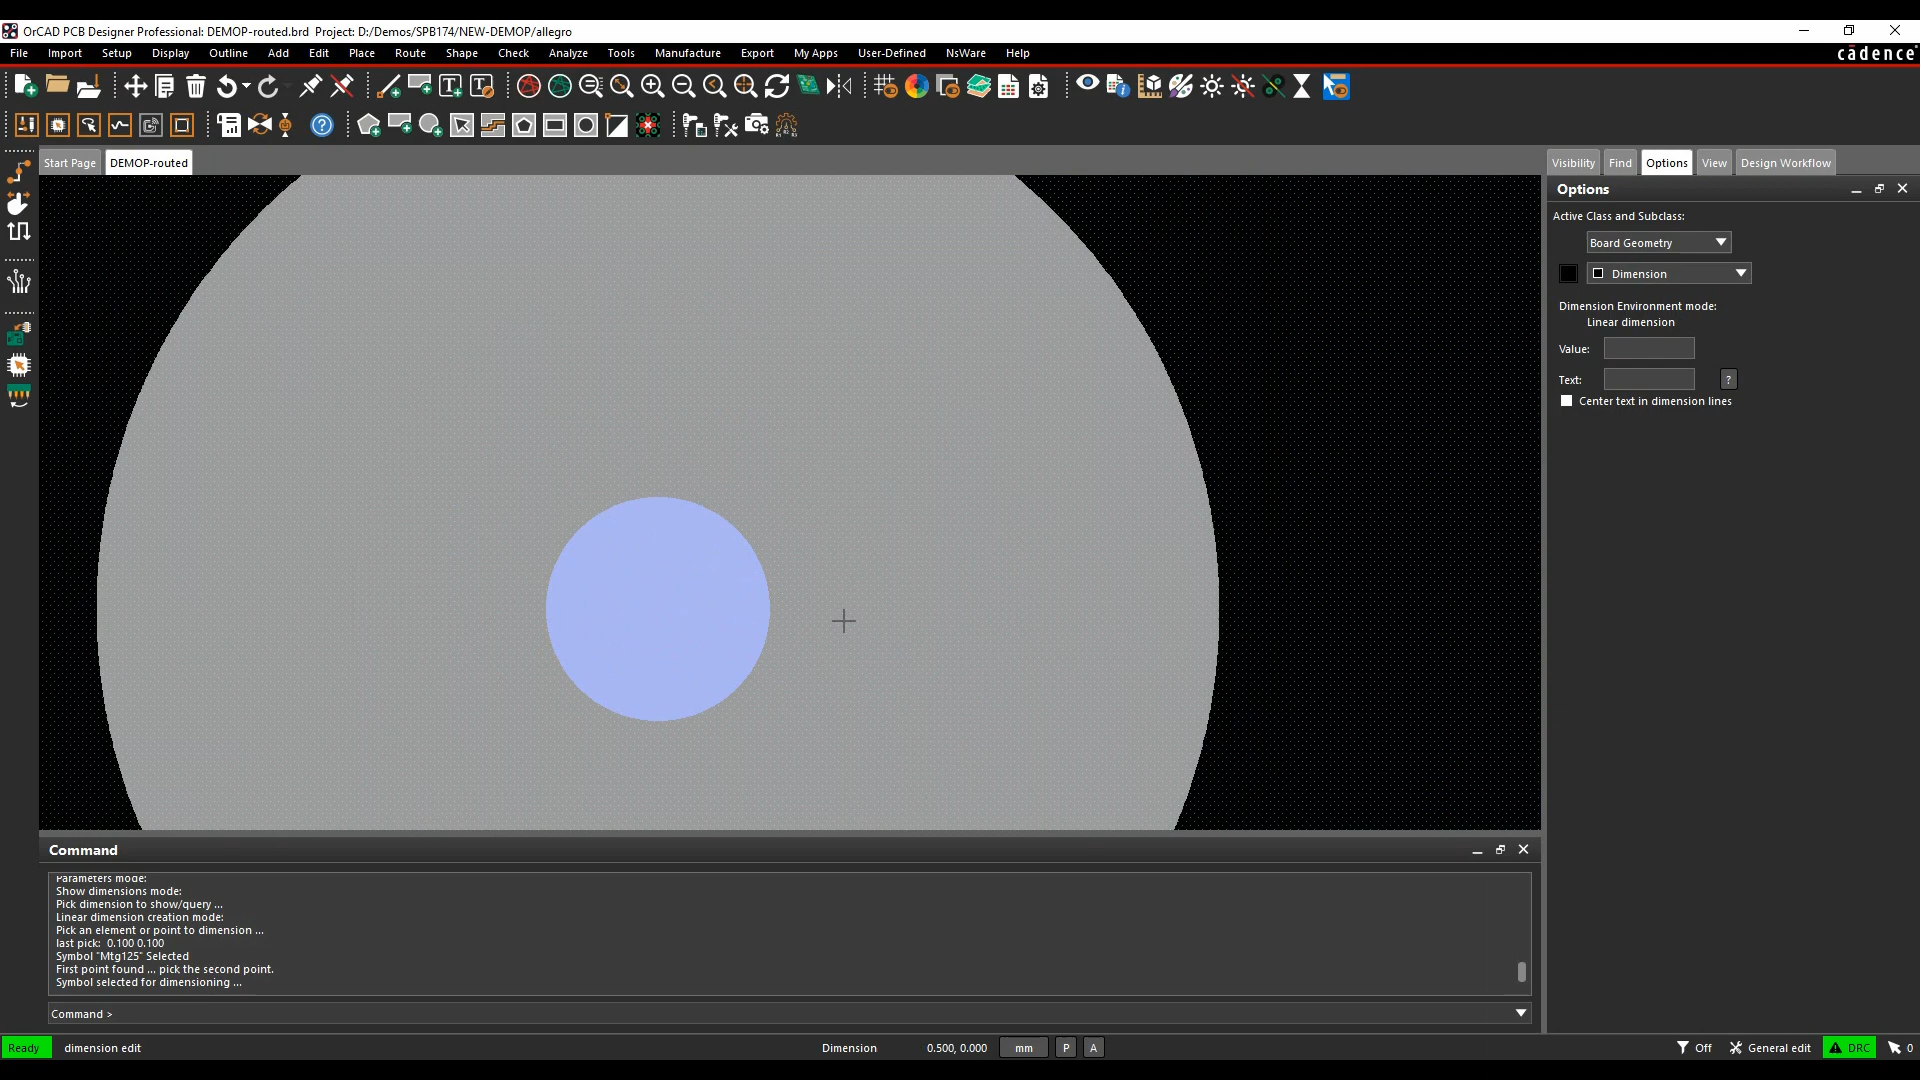 OrCAD PCB Designer Professional: DEMOP-routed.brd  Project: D:/Demos/SPB174/NEW-DEMOP/allegro
File Import Setup Display Outline Add Edit Place Route Shape Check Analyze Tools Manufacture Export My Apps User-Defined NsWare Help
cādence
Start Page DEMOP-routed
Visibility Find Options View Design Workflow
Options
Active Class and Subclass:
Board Geometry
Dimension
Dimension Environment mode:
Linear dimension
Value:
Text: ?
Center text in dimension lines
Command
Parameters mode:
Show dimensions mode:
Pick dimension to show/query ...
Linear dimension creation mode:
Pick an element or point to dimension ...
last pick:  0.100 0.100
Symbol "Mtg125" Selected
First point found ... pick the second point.
Symbol selected for dimensioning ...
Command >
Ready dimension edit Dimension 0.500, 0.000 mm P A Off General edit DRC 0